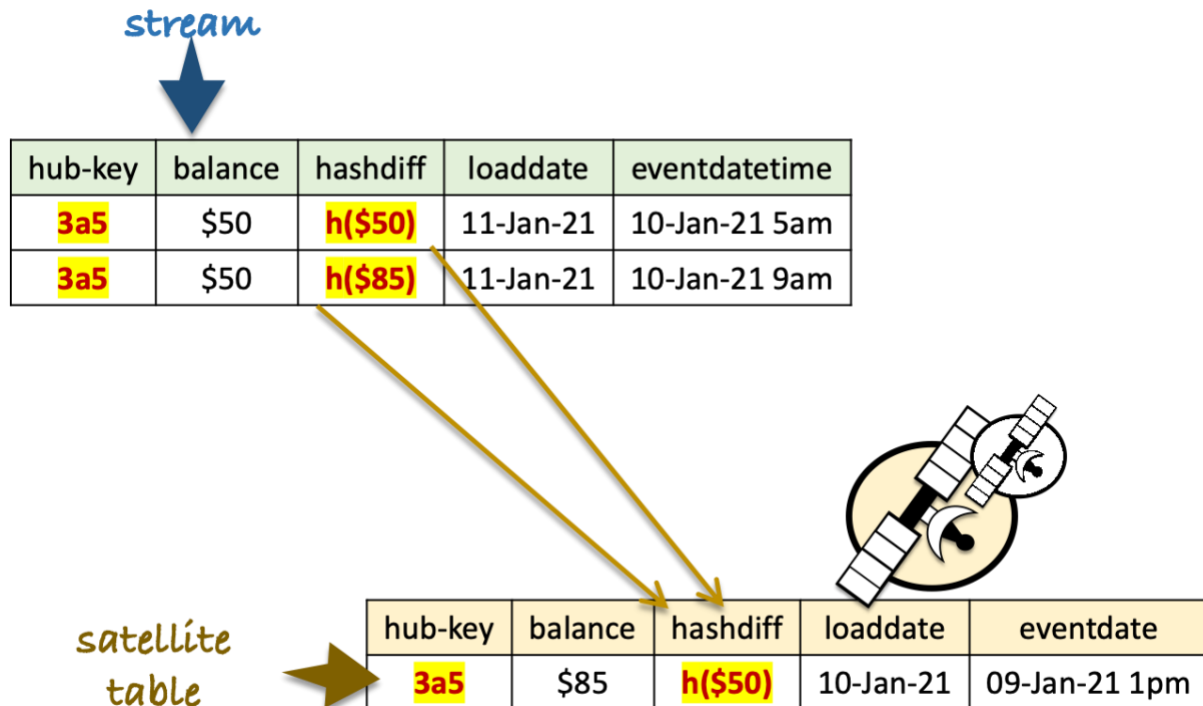 stream
hub-key balance hashdiff loaddate eventdatetime
3a5 $50 h($50) 11-Jan-21 10-Jan-21 5am
3a5 $50 h($85) 11-Jan-21 10-Jan-21 9am
satellite
table
hub-key balance hashdiff loaddate eventdate
3a5 $85 h($50) 10-Jan-21 09-Jan-21 1pm